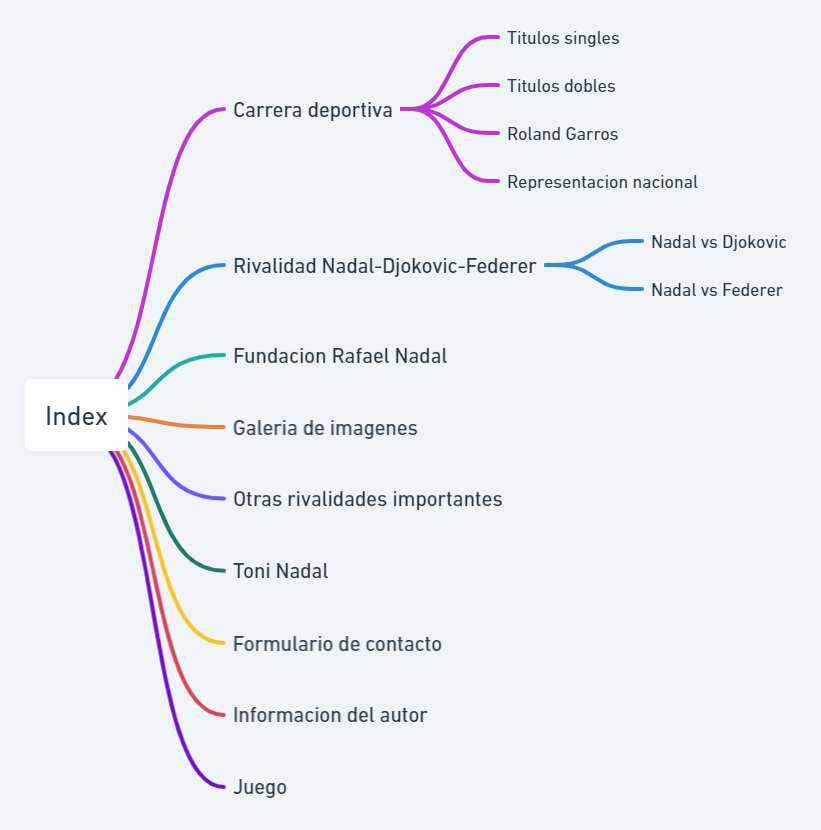 Index
Carrera deportiva
Titulos singles
Titulos dobles
Roland Garros
Representacion nacional
Rivalidad Nadal-Djokovic-Federer
Nadal vs Djokovic
Nadal vs Federer
Fundacion Rafael Nadal
Galeria de imagenes
Otras rivalidades importantes
Toni Nadal
Formulario de contacto
Informacion del autor
Juego